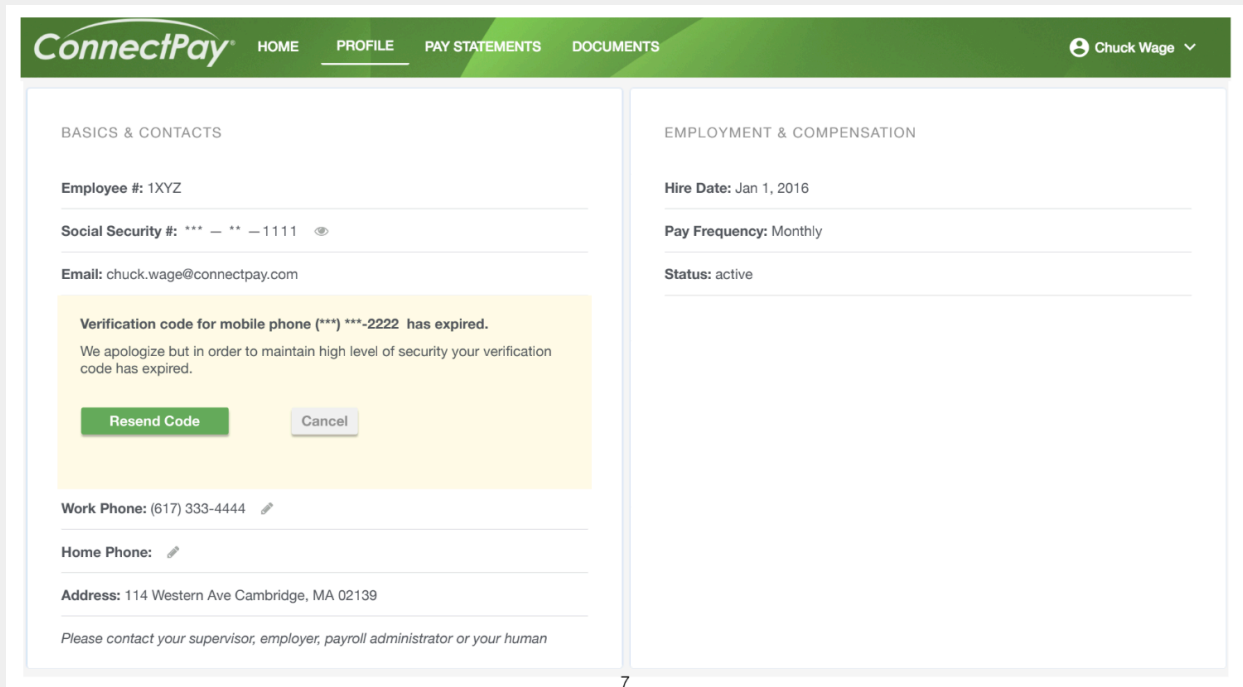 ConnectPay® HOME PROFILE PAY STATEMENTS DOCUMENTS Chuck Wage
BASICS & CONTACTS
Employee #: 1XYZ
Social Security #: *** — ** —1111
Email: chuck.wage@connectpay.com
Verification code for mobile phone (***) ***-2222 has expired.
We apologize but in order to maintain high level of security your verification
code has expired.
Resend Code Cancel
Work Phone: (617) 333-4444
Home Phone:
Address: 114 Western Ave Cambridge, MA 02139
Please contact your supervisor, employer, payroll administrator or your human
EMPLOYMENT & COMPENSATION
Hire Date: Jan 1, 2016
Pay Frequency: Monthly
Status: active
7